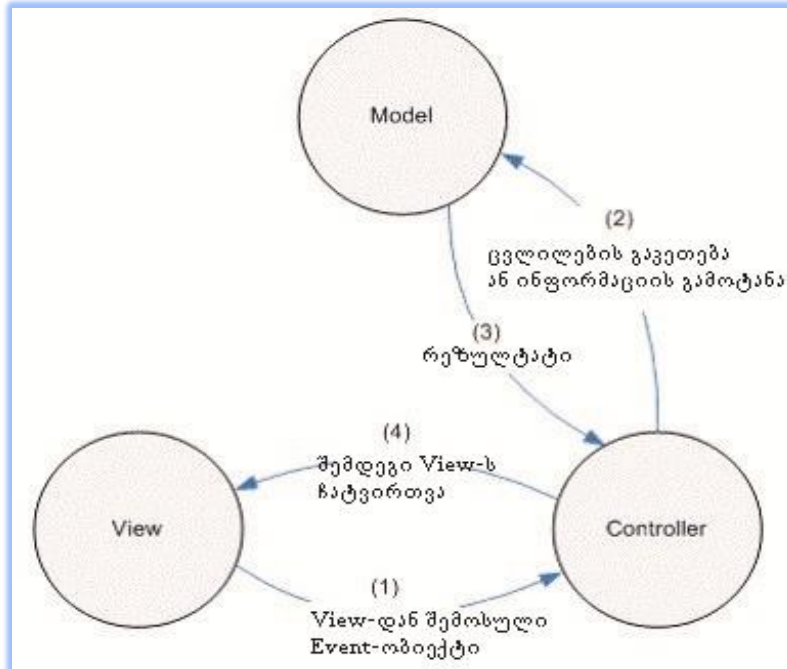 Model
(2)
ცვლილების გაკეთება
ან ინფორმაციის გამოტანა
(3)
რეზულტატი
(4)
შემდეგი View-ს
ჩატვირთვა
View
Controller
(1)
View-დან შემოსული
Event-ობიექტი